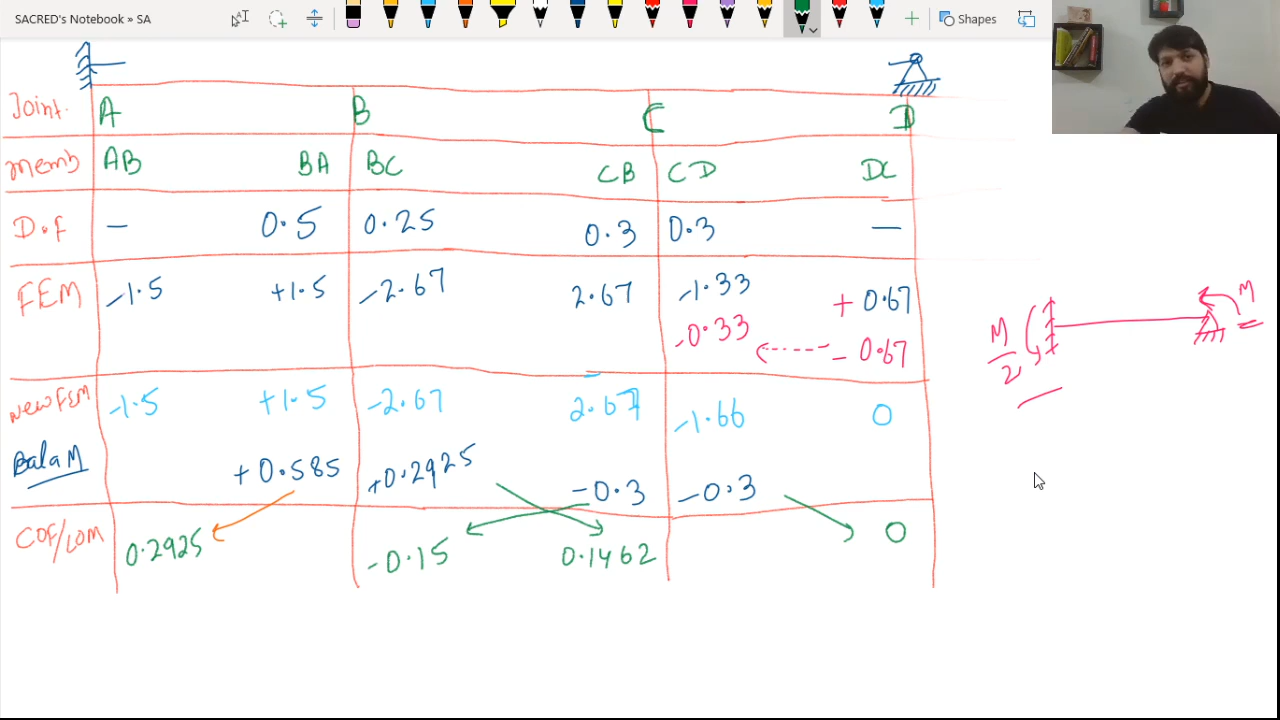 SACRED's Notebook » SA
Shapes
Joint. A B C D
Memb AB BA BC CB CD DC
D.f — 0.5 0.25 0.3 0.3 —
FEM -1.5 +1.5 -2.67 2.67 -1.33 + 0.67
-0.33 - 0.67
M
M/2
New FEM -1.5 +1.5 -2.67 2.67 -1.66 0
Bala M +0.585 +0.2925 -0.3 -0.3
COF/COM 0.2925 -0.15 0.1462 0